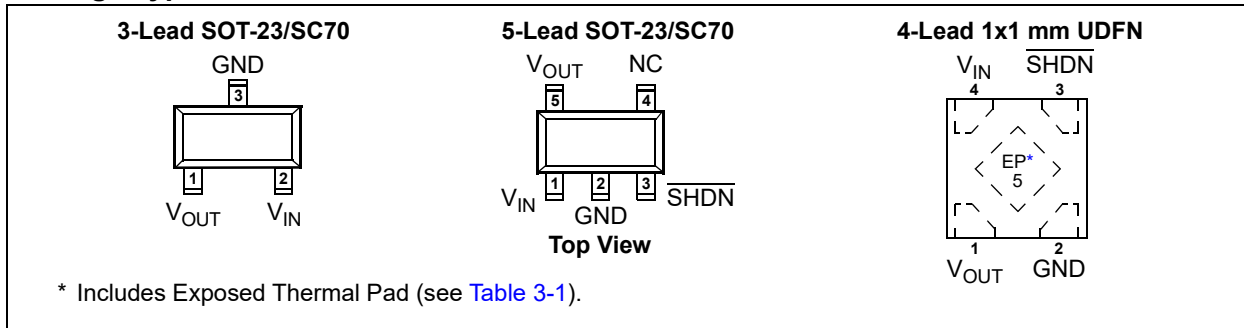 3-Lead SOT-23/SC70
GND
3
1
2
VOUT
VIN
5-Lead SOT-23/SC70
VOUT
NC
5
4
1
2
3
VIN
GND
SHDN
Top View
4-Lead 1x1 mm UDFN
VIN
SHDN
4
3
EP*
5
1
2
VOUT
GND
* Includes Exposed Thermal Pad (see Table 3-1).